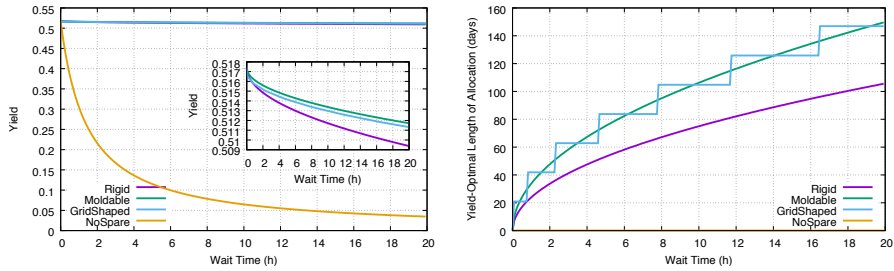 0.55
0.5
0.45
0.4
0.35
0.3
0.25
0.2
0.15
0.1
0.05
0
Yield
0 2 4 6 8 10 12 14 16 18 20
Wait Time (h)
Rigid
Moldable
GridShaped
NoSpare
0.518
0.517
0.516
0.515
0.514
0.513
0.512
0.511
0.51
0.509
Yield
0 2 4 6 8 10 12 14 16 18 20
Wait Time (h)
160
140
120
100
80
60
40
20
0
Yield-Optimal Length of Allocation (days)
0 2 4 6 8 10 12 14 16 18 20
Wait Time (h)
Rigid
Moldable
GridShaped